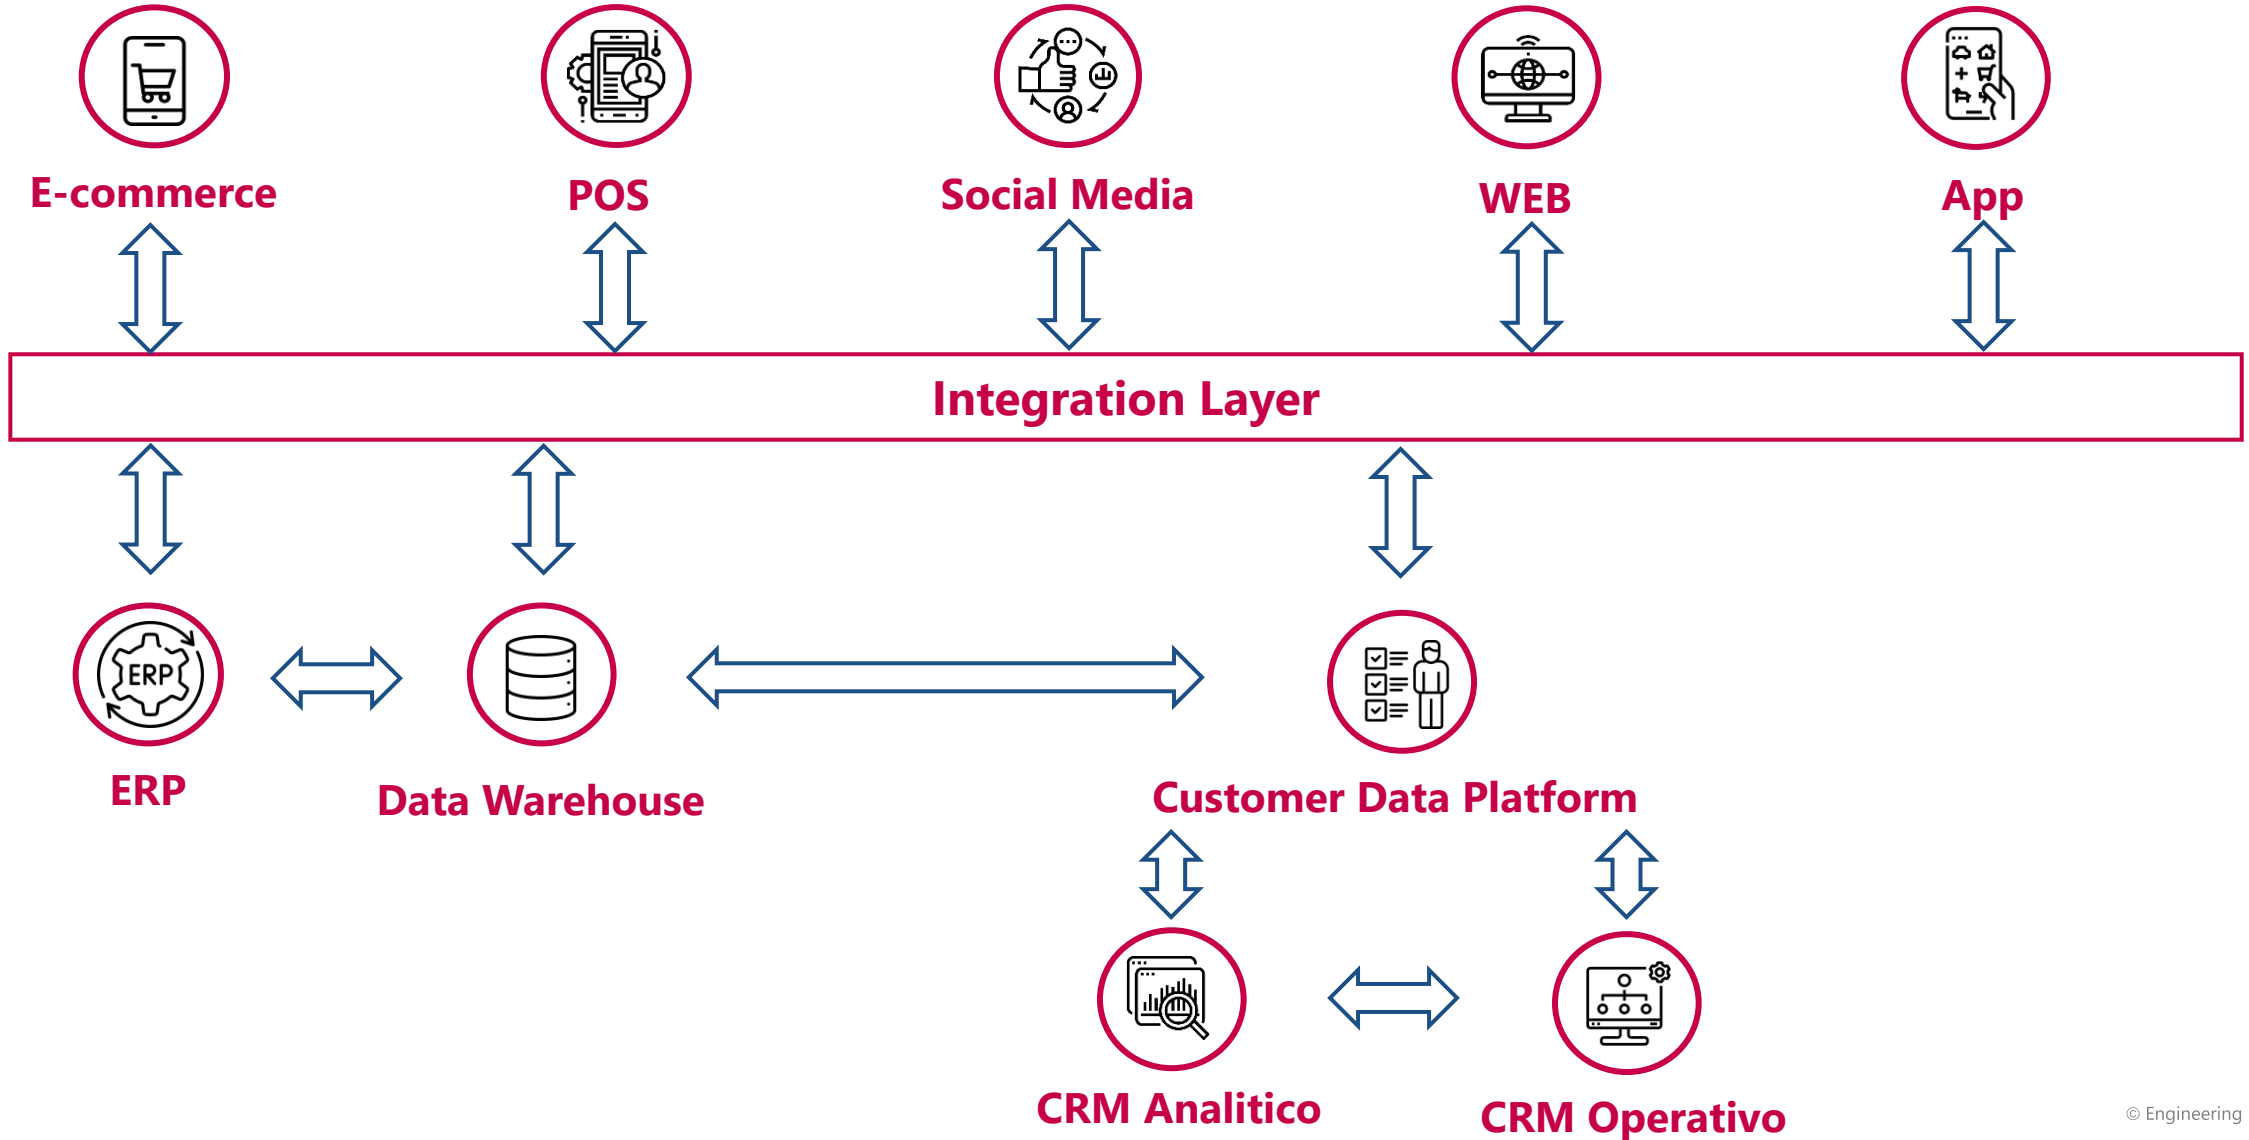 E-commerce
POS
Social Media
WEB
App
Integration Layer
ERP
ERP
Data Warehouse
Customer Data Platform
CRM Analitico
CRM Operativo
© Engineering